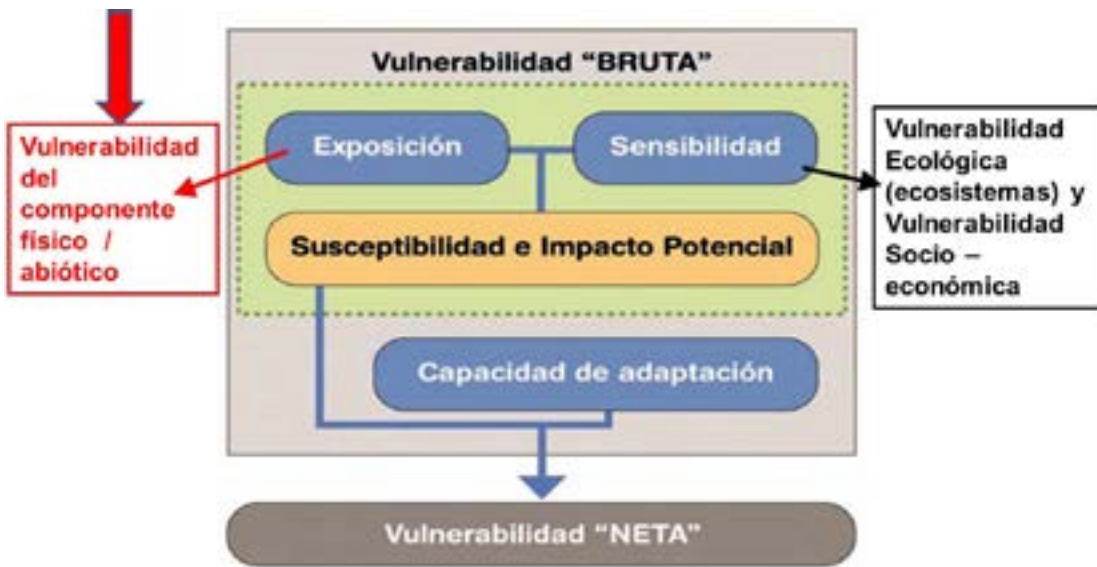 Vulnerabilidad “BRUTA”
Vulnerabilidad
del
componente
físico /
abiótico
Exposición
Sensibilidad
Vulnerabilidad
Ecológica
(ecosistemas) y
Vulnerabilidad
Socio –
económica
Susceptibilidad e Impacto Potencial
Capacidad de adaptación
Vulnerabilidad “NETA”